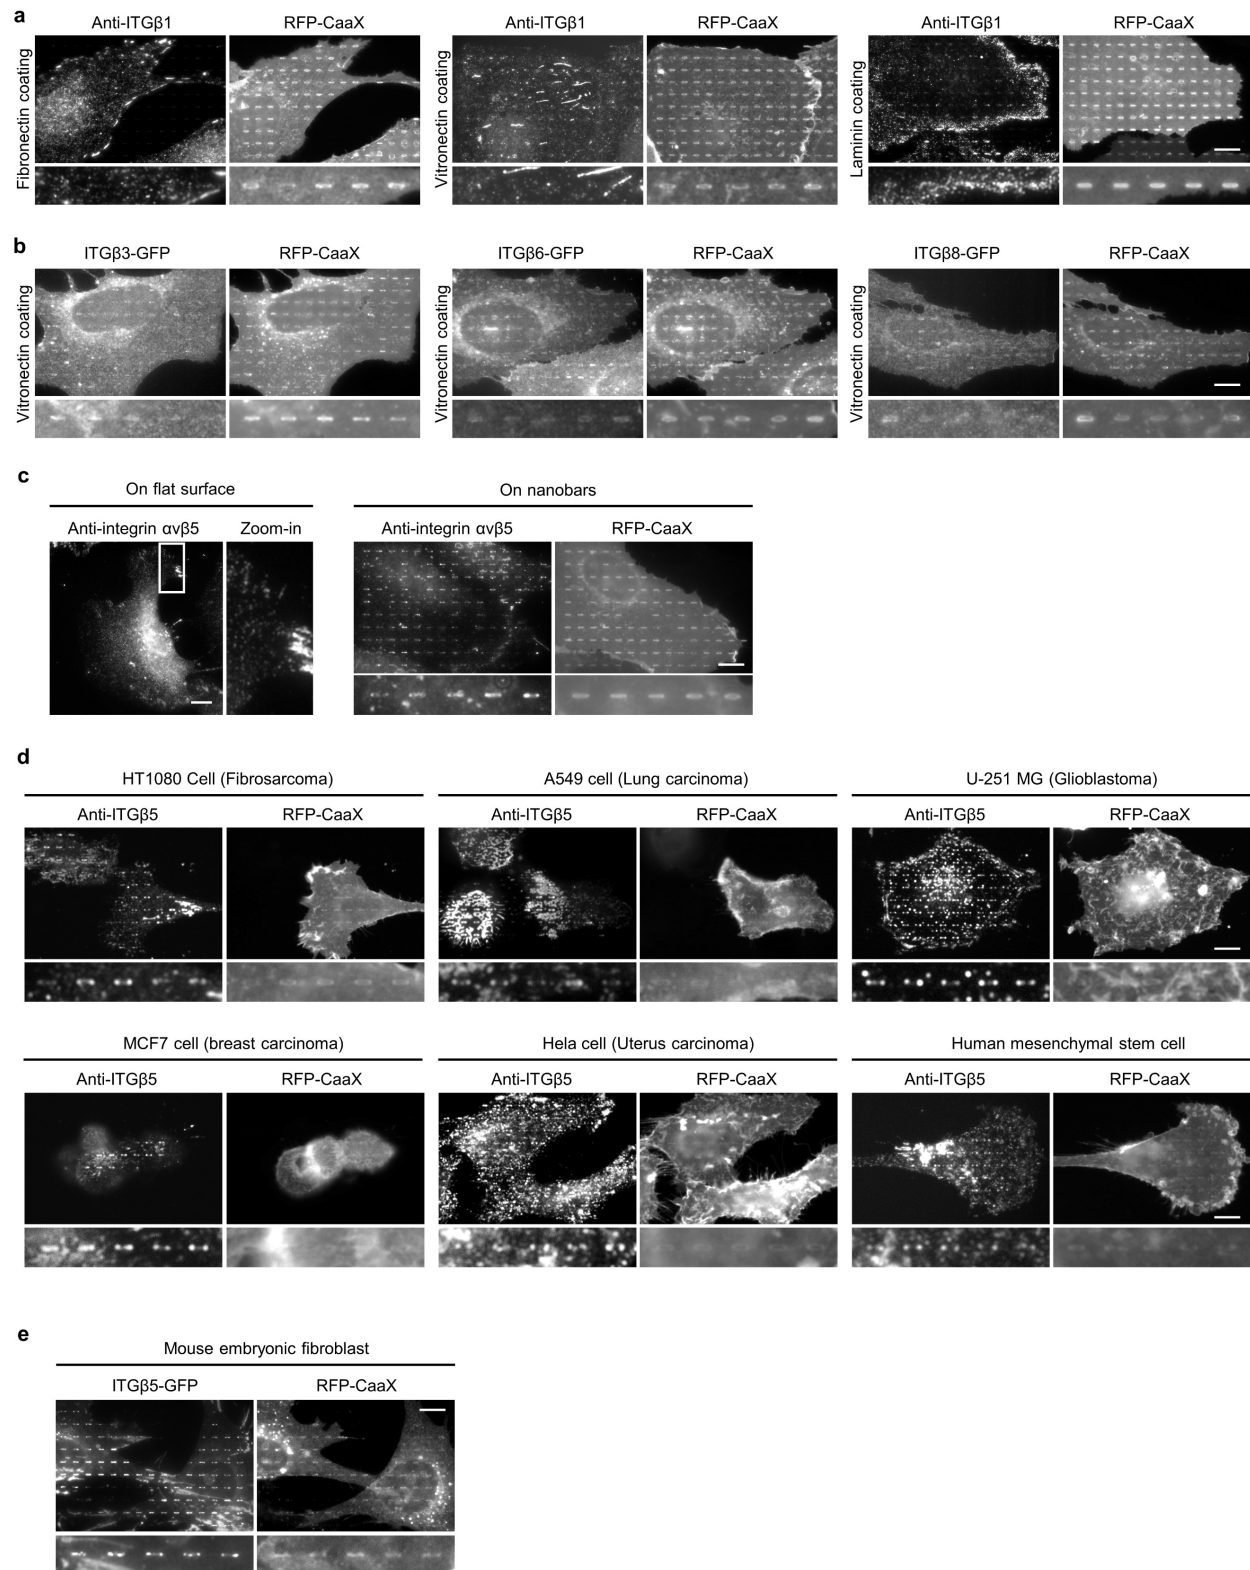 a
Anti-ITGβ1 RFP-CaaX Anti-ITGβ1 RFP-CaaX Anti-ITGβ1 RFP-CaaX
Fibronectin coating
Vitronectin coating
Laminin coating
b
ITGβ3-GFP RFP-CaaX ITGβ6-GFP RFP-CaaX ITGβ8-GFP RFP-CaaX
Vitronectin coating
Vitronectin coating
Vitronectin coating
c
On flat surface On nanobars
Anti-integrin αvβ5 Zoom-in Anti-integrin αvβ5 RFP-CaaX
d
HT1080 Cell (Fibrosarcoma) A549 cell (Lung carcinoma) U-251 MG (Glioblastoma)
Anti-ITGβ5 RFP-CaaX Anti-ITGβ5 RFP-CaaX Anti-ITGβ5 RFP-CaaX
MCF7 cell (breast carcinoma) Hela cell (Uterus carcinoma) Human mesenchymal stem cell
Anti-ITGβ5 RFP-CaaX Anti-ITGβ5 RFP-CaaX Anti-ITGβ5 RFP-CaaX
e
Mouse embryonic fibroblast
ITGβ5-GFP RFP-CaaX